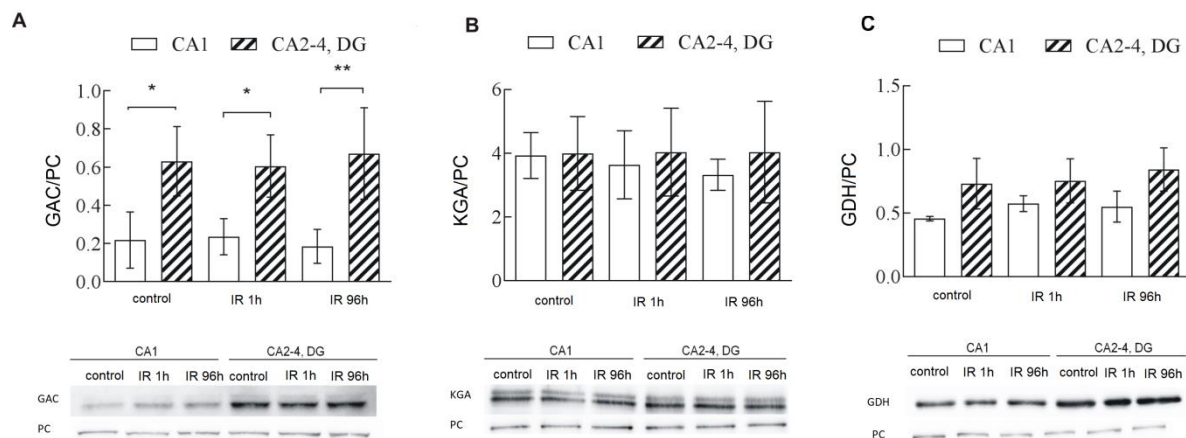 A
CA1 CA2-4, DG
* * **
GAC/PC
1.0
0.8
0.6
0.4
0.2
0.0
control IR 1h IR 96h
CA1 CA2-4, DG
control IR 1h IR 96h control IR 1h IR 96h
GAC
PC
B
CA1 CA2-4, DG
KGA/PC
6
4
2
0
control IR 1h IR 96h
CA1 CA2-4, DG
control IR 1h IR 96h control IR 1h IR 96h
KGA
PC
C
CA1 CA2-4, DG
GDH/PC
1.5
1.0
0.5
0.0
control IR 1h IR 96h
CA1 CA2-4, DG
control IR 1h IR 96h control IR 1h IR 96h
GDH
PC